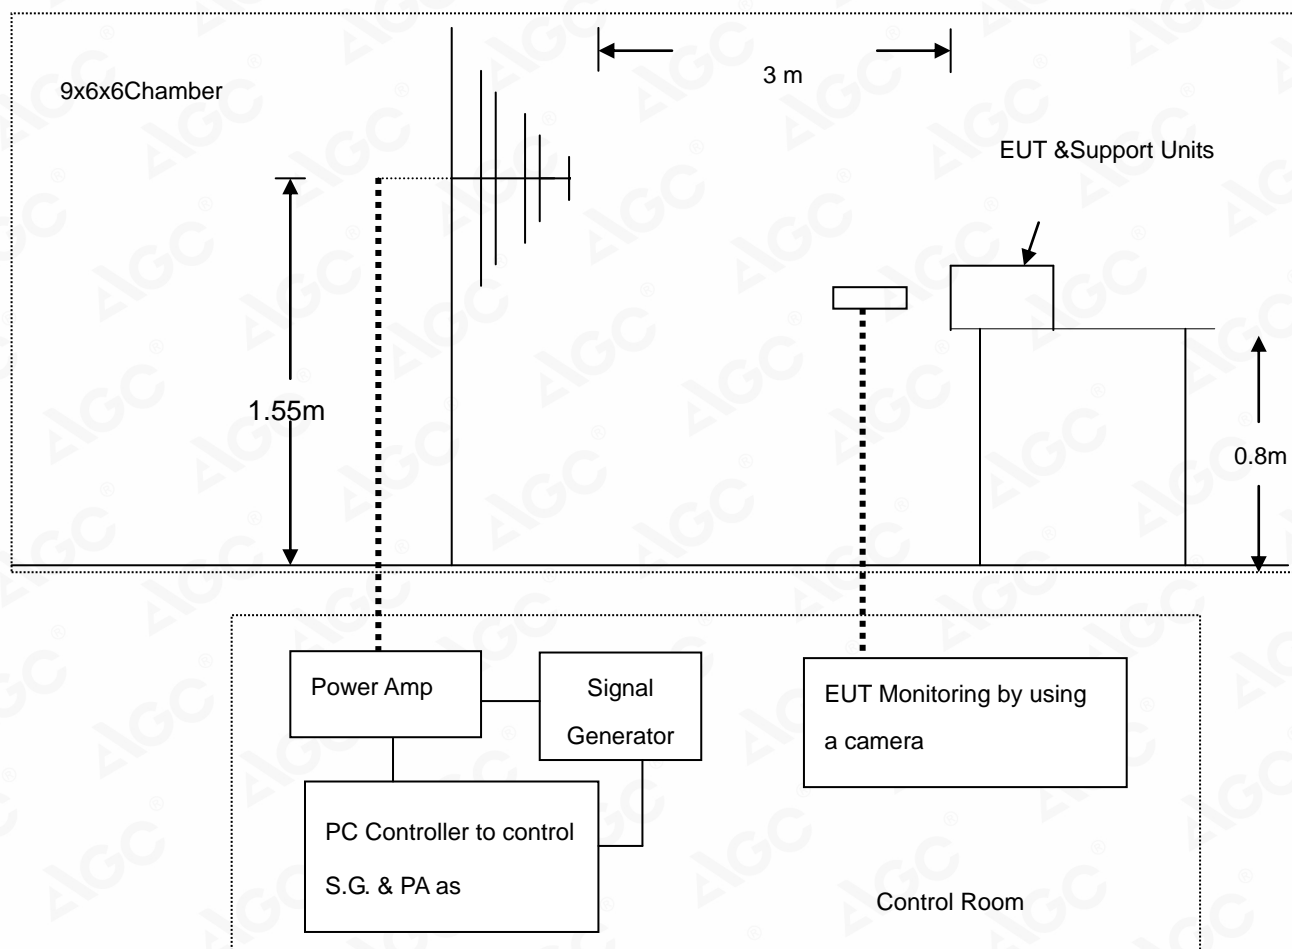 9x6x6Chamber
3 m
EUT &Support Units
1.55m
0.8m
Power Amp
Signal
Generator
EUT Monitoring by using
a camera
PC Controller to control
S.G. & PA as
Control Room
AGC
®